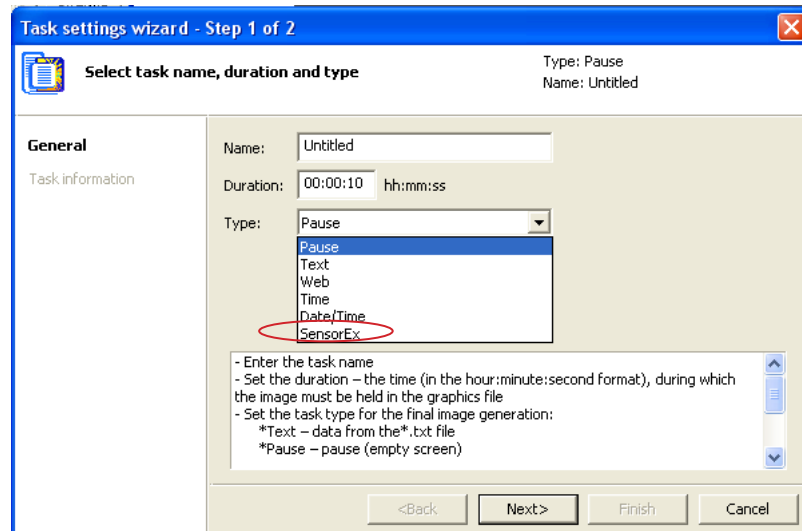 Task settings wizard - Step 1 of 2
Select task name, duration and type
Type: Pause
Name: Untitled
General
Task information
Name: Untitled
Duration: 00:00:10 hh:mm:ss
Type: Pause
Pause
Text
Web
Time
Date/Time
SensorEx
- Enter the task name
- Set the duration – the time (in the hour:minute:second format), during which
the image must be held in the graphics file
- Set the task type for the final image generation:
*Text – data from the*.txt file
*Pause – pause (empty screen)
<Back Next> Finish Cancel